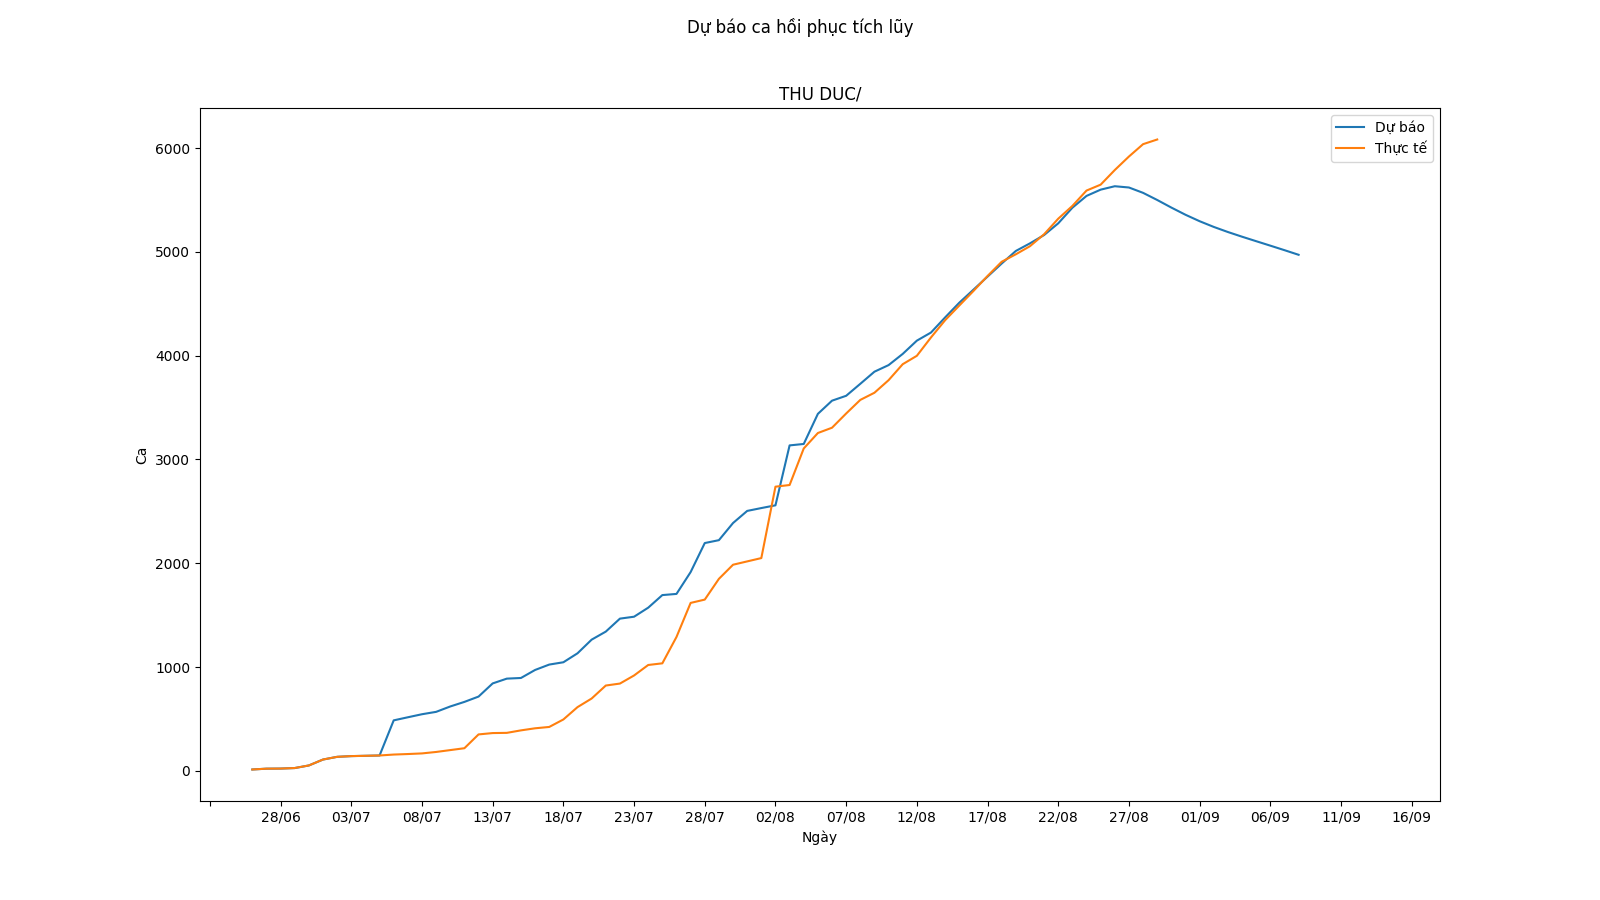 Dự báo ca hồi phục tích lũy
THU DUC/
Dự báo
Thực tế
6000
5000
4000
3000
2000
1000
0
Ca
28/06 03/07 08/07 13/07 18/07 23/07 28/07 02/08 07/08 12/08 17/08 22/08 27/08 01/09 06/09 11/09 16/09
Ngày